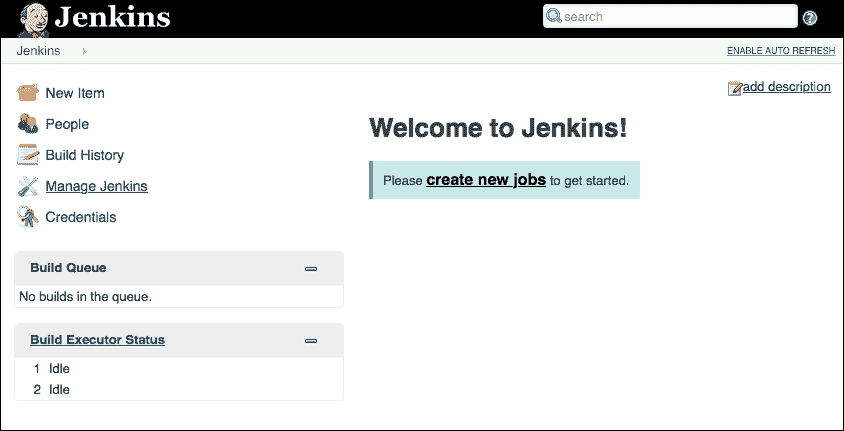 Jenkins
search
Jenkins
ENABLE AUTO REFRESH
add description
New Item
People
Build History
Manage Jenkins
Credentials
Welcome to Jenkins!
Please create new jobs to get started.
Build Queue
No builds in the queue.
Build Executor Status
1 Idle
2 Idle